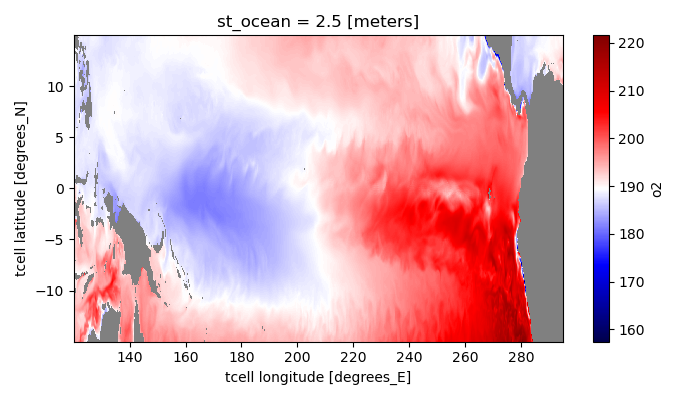 st_ocean = 2.5 [meters]
tcell latitude [degrees_N]
10
5
0
−5
−10
140 160 180 200 220 240 260 280
tcell longitude [degrees_E]
220
210
200
190
180
170
160
o2